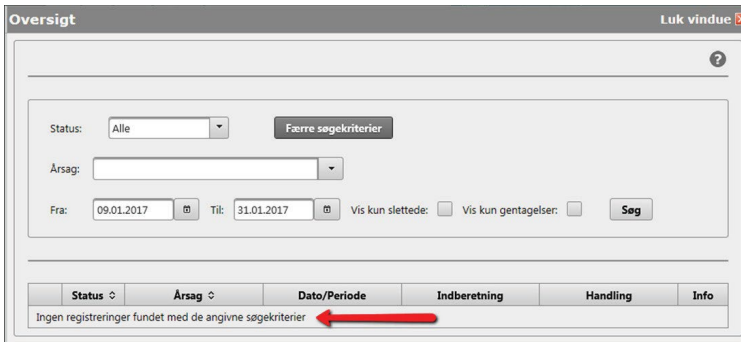 Oversigt Luk vindue
Status: Alle Færre søgekriterier
Årsag:
Fra: 09.01.2017 Til: 31.01.2017 Vis kun slettede: Vis kun gentagelser: Søg
Status Årsag Dato/Periode Indberetning Handling Info
Ingen registreringer fundet med de angivne søgekriterier